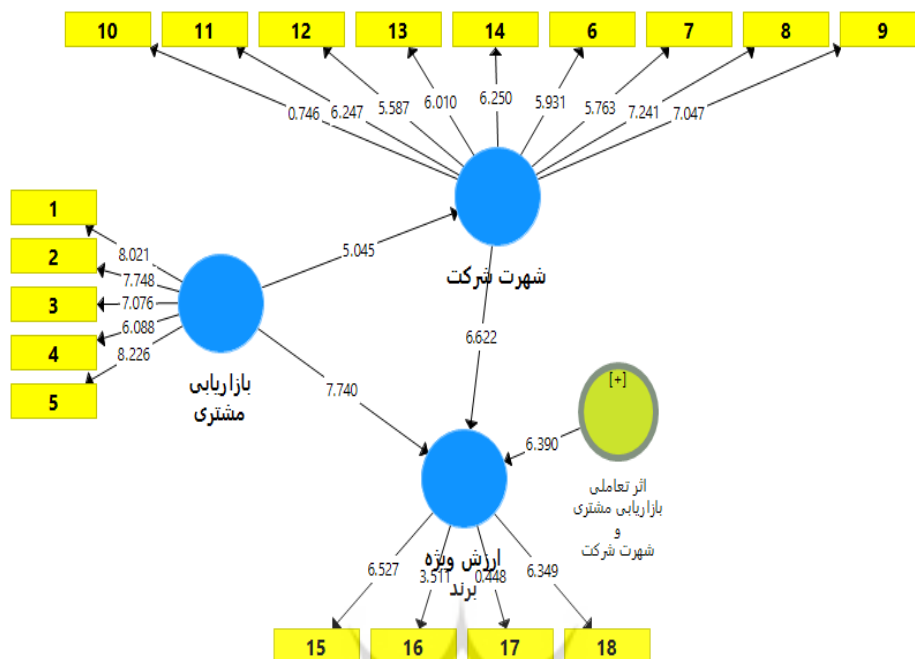 10 11 12 13 14 6 7 8 9
0.746 6.247 5.587 6.010 6.250 5.931 5.763 7.241 7.047
1
2
3
4
5
8.021
7.748
7.076
6.088
8.226
5.045
شهرت شرکت
بازاریابی
مشتری
7.740
6.622
[+]
6.390
اثر تعاملی
بازاریابی مشتری
و
شهرت شرکت
ارزش ویژه
برند
6.527 3.511 0.448 6.349
15 16 17 18